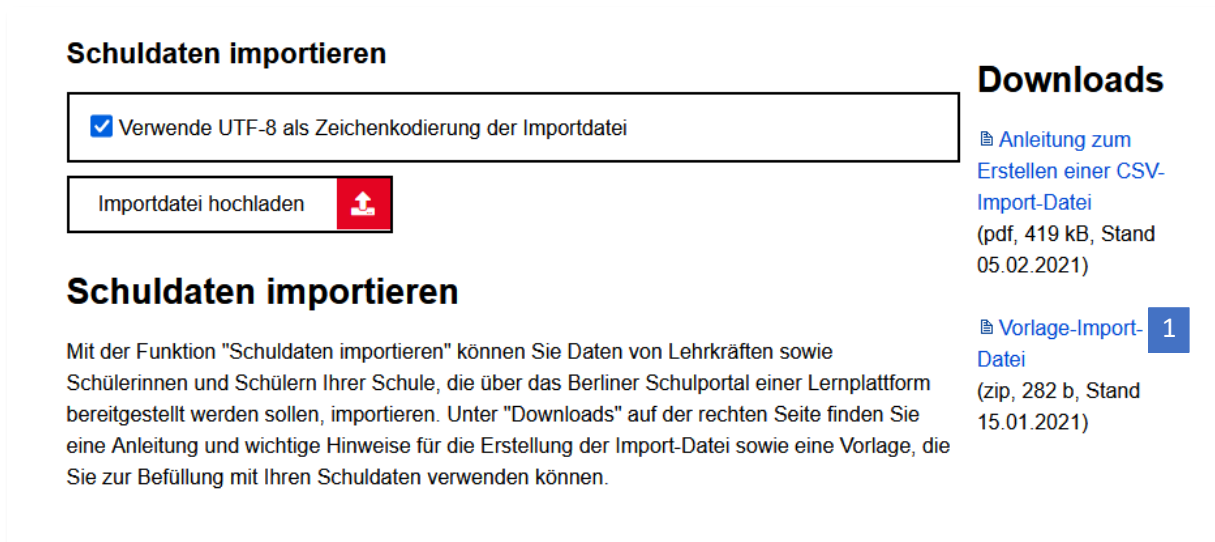 Schuldaten importieren
Verwende UTF-8 als Zeichenkodierung der Importdatei
Importdatei hochladen
Schuldaten importieren
Mit der Funktion "Schuldaten importieren" können Sie Daten von Lehrkräften sowie
Schülerinnen und Schülern Ihrer Schule, die über das Berliner Schulportal einer Lernplattform
bereitgestellt werden sollen, importieren. Unter "Downloads" auf der rechten Seite finden Sie
eine Anleitung und wichtige Hinweise für die Erstellung der Import-Datei sowie eine Vorlage, die
Sie zur Befüllung mit Ihren Schuldaten verwenden können.
Downloads
Anleitung zum
Erstellen einer CSV-
Import-Datei
(pdf, 419 kB, Stand
05.02.2021)
Vorlage-Import- 1
Datei
(zip, 282 b, Stand
15.01.2021)